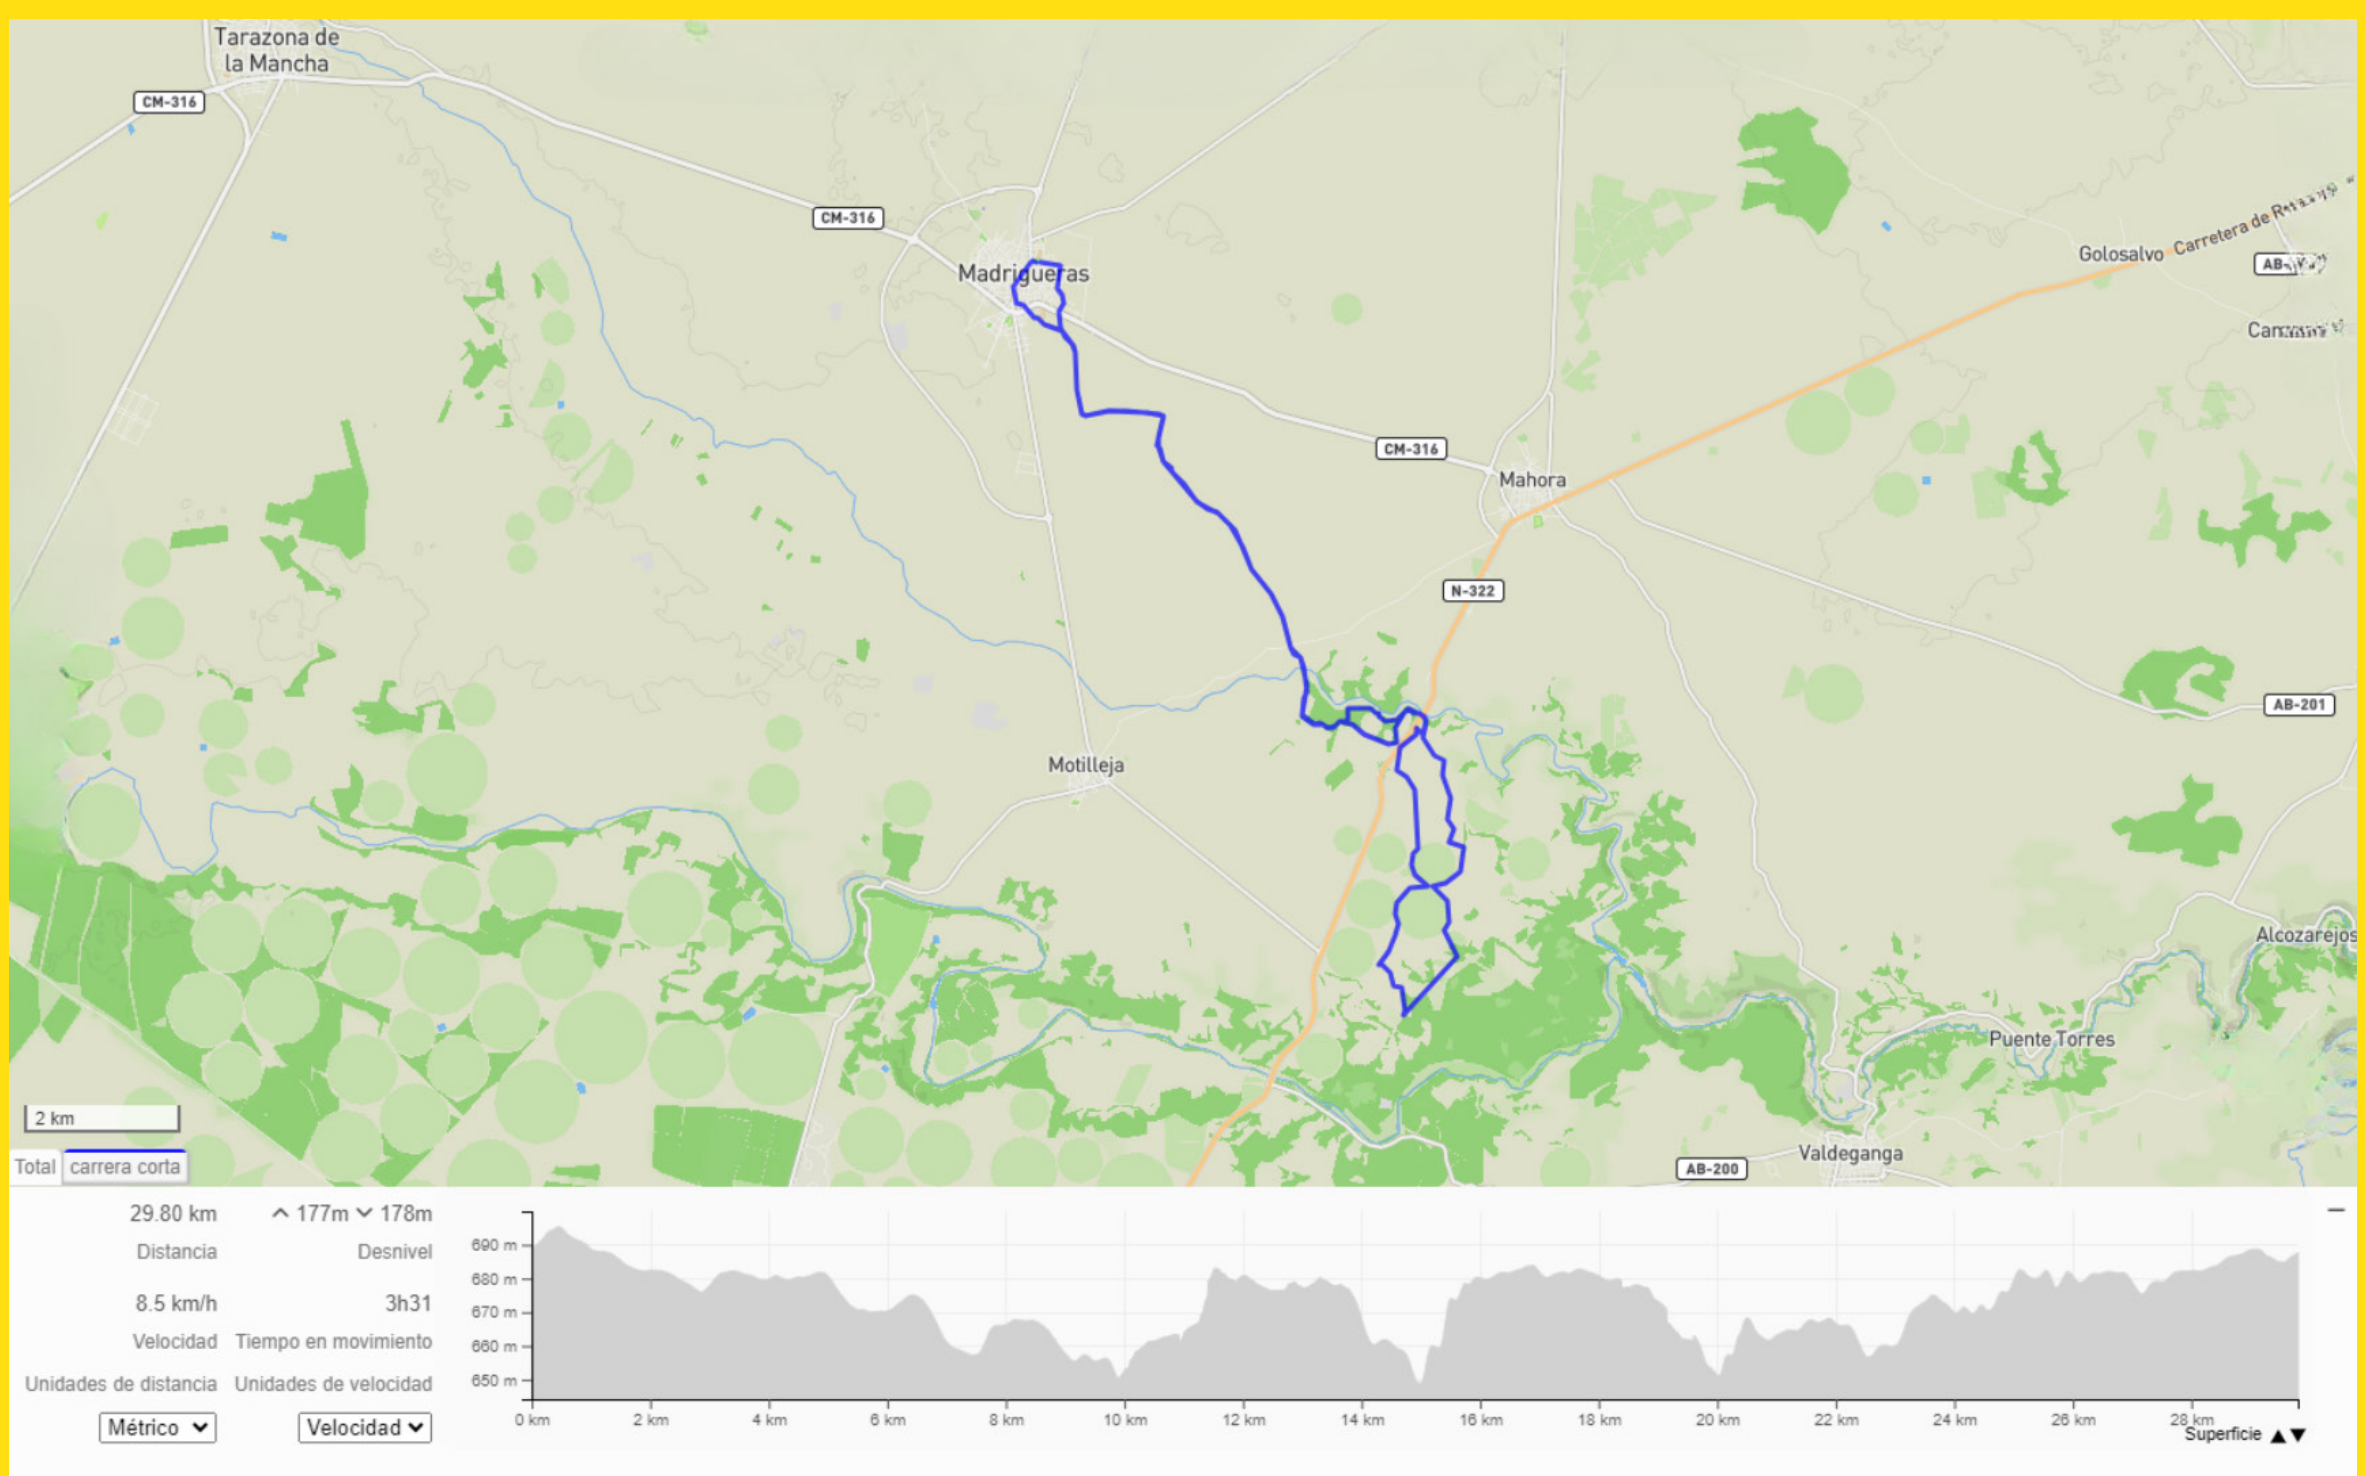 Tarazona de
la Mancha
CM-316
CM-316
Madrigueras
Golosalvo
Carretera de
CM-316
Mahora
N-322
AB-201
Motilleja
Alcozarejos
Puente Torres
Valdeganga
AB-200
2 km
Total
carrera corta
29.80 km
177m
178m
Distancia
Desnivel
8.5 km/h
3h31
Velocidad
Tiempo en movimiento
Unidades de distancia
Unidades de velocidad
Métrico
Velocidad
690 m
680 m
670 m
660 m
650 m
0 km
2 km
4 km
6 km
8 km
10 km
12 km
14 km
16 km
18 km
20 km
22 km
24 km
26 km
28 km
Superficie